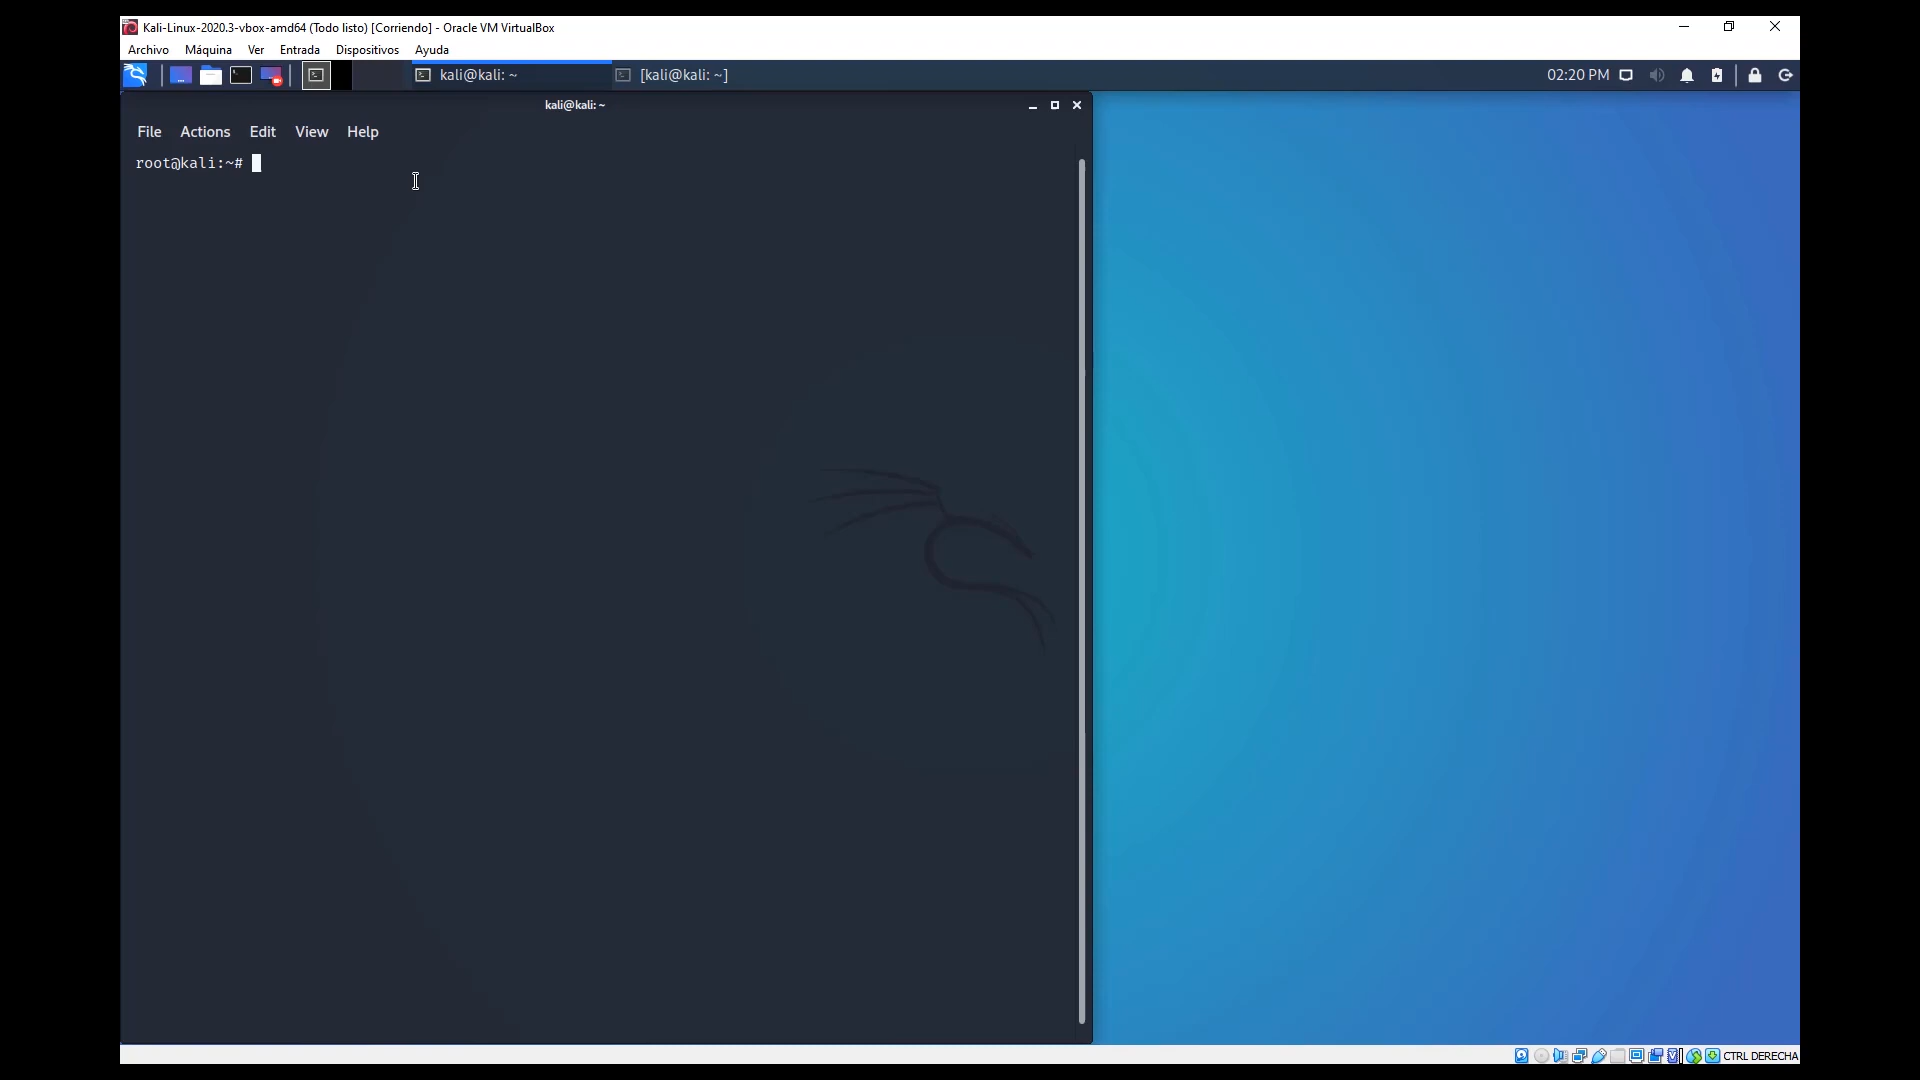 Kali-Linux-2020.3-vbox-amd64 (Todo listo) [Corriendo] - Oracle VM VirtualBox
Archivo Máquina Ver Entrada Dispositivos Ayuda
kali@kali: ~ [kali@kali: ~] 02:20 PM
kali@kali: ~
File Actions Edit View Help
root@kali:~#
CTRL DERECHA